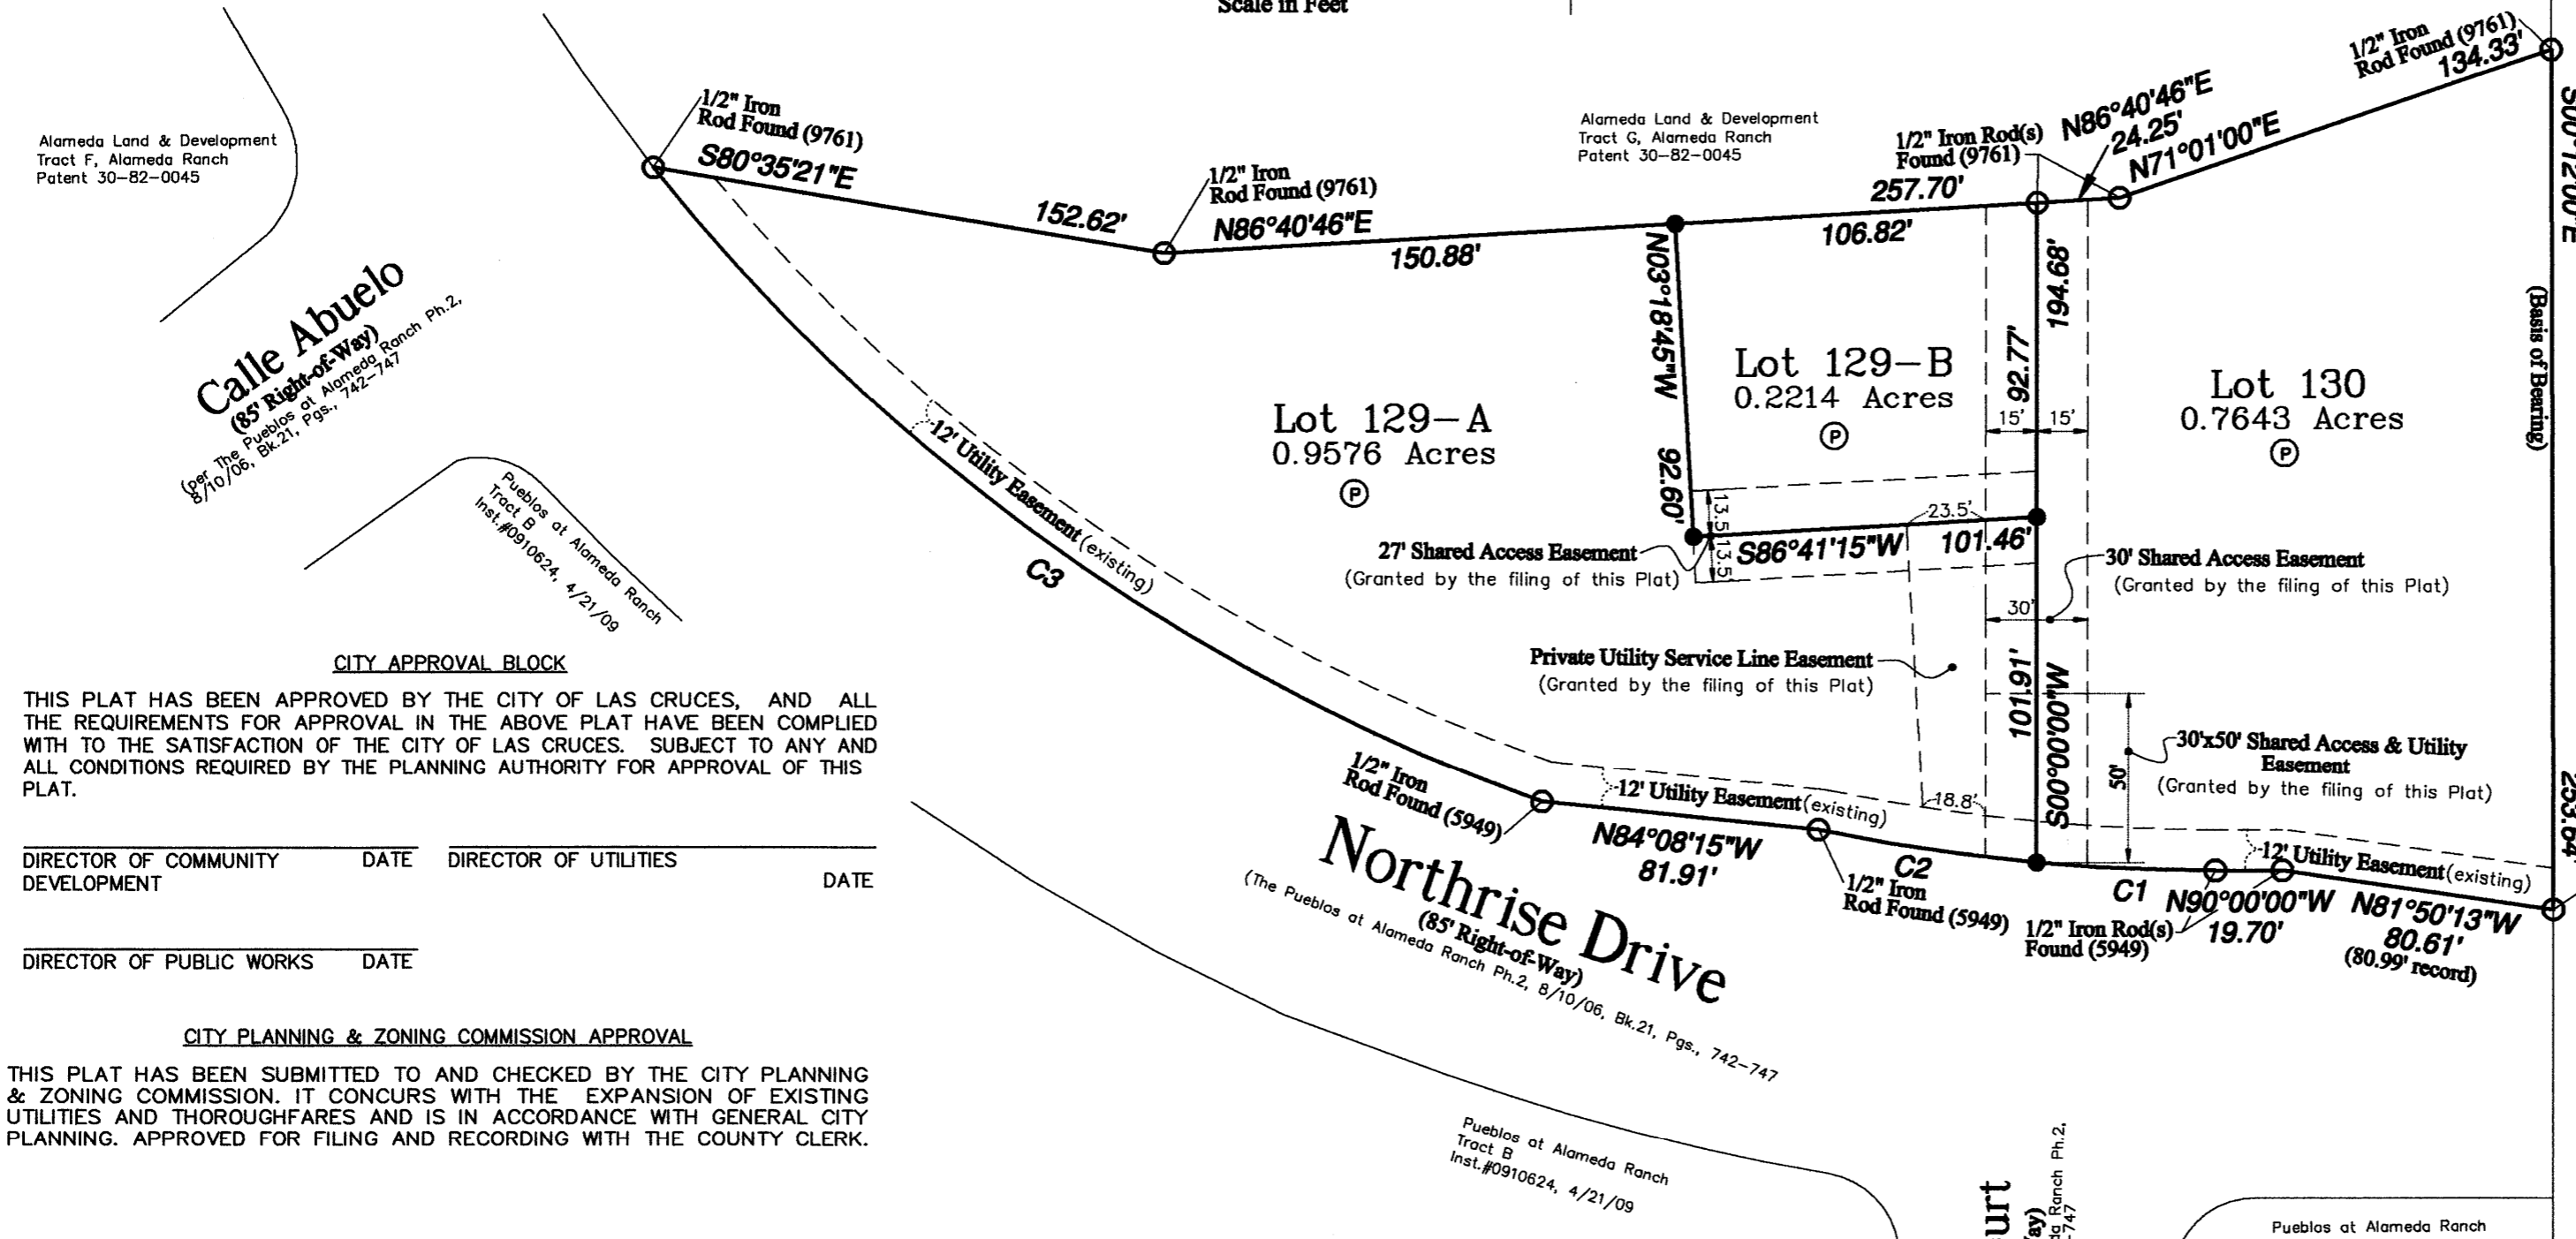 Scale in Feet
Alameda Land & Development
Tract F, Alameda Ranch
Patent 30-82-0045
1/2" Iron
Rod Found (9761)
S80°35'21"E
152.62'
1/2" Iron
Rod Found (9761)
N86°40'46"E
150.88'
Alameda Land & Development
Tract G, Alameda Ranch
Patent 30-82-0045
257.70'
106.82'
1/2" Iron Rod(s)
Found (9761)
N86°40'46"E
24.25'
N71°01'00"E
134.33'
1/2" Iron
Rod Found (9761)
S00°12'00"E
(Basis of Bearing)
253.84'
Calle Abuelo
(85' Right-of-Way)
(per The Pueblos at Alameda Ranch Ph.2,
8/10/06, Bk.21, Pgs., 742-747
Pueblos at Alameda Ranch
Tract B
Inst.#0910624, 4/21/09
Lot 129-A
0.9576 Acres
P
N03°18'45"W
92.60'
Lot 129-B
0.2214 Acres
P
92.77'
194.68'
15'
15'
Lot 130
0.7643 Acres
P
12' Utility Easement (existing)
C3
13.5'
13.5'
23.5'
S86°41'15"W
101.46'
27' Shared Access Easement
(Granted by the filing of this Plat)
30' Shared Access Easement
(Granted by the filing of this Plat)
30'
Private Utility Service Line Easement
(Granted by the filing of this Plat)
101.91'
S00°00'00"W
50'
30'x50' Shared Access & Utility
Easement
(Granted by the filing of this Plat)
18.8'
1/2" Iron
Rod Found (5949)
12' Utility Easement (existing)
N84°08'15"W
81.91'
C2
1/2" Iron
Rod Found (5949)
C1
12' Utility Easement (existing)
N90°00'00"W
19.70'
1/2" Iron Rod(s)
Found (5949)
N81°50'13"W
80.61'
(80.99' record)
Northrise Drive
(85' Right-of-Way)
(The Pueblos at Alameda Ranch Ph.2, 8/10/06, Bk.21, Pgs., 742-747
CITY APPROVAL BLOCK
THIS PLAT HAS BEEN APPROVED BY THE CITY OF LAS CRUCES, AND ALL
THE REQUIREMENTS FOR APPROVAL IN THE ABOVE PLAT HAVE BEEN COMPLIED
WITH TO THE SATISFACTION OF THE CITY OF LAS CRUCES. SUBJECT TO ANY AND
ALL CONDITIONS REQUIRED BY THE PLANNING AUTHORITY FOR APPROVAL OF THIS
PLAT.
DIRECTOR OF COMMUNITY DATE DIRECTOR OF UTILITIES
DEVELOPMENT DATE
DIRECTOR OF PUBLIC WORKS DATE
CITY PLANNING & ZONING COMMISSION APPROVAL
THIS PLAT HAS BEEN SUBMITTED TO AND CHECKED BY THE CITY PLANNING
& ZONING COMMISSION. IT CONCURS WITH THE EXPANSION OF EXISTING
UTILITIES AND THOROUGHFARES AND IS IN ACCORDANCE WITH GENERAL CITY
PLANNING. APPROVED FOR FILING AND RECORDING WITH THE COUNTY CLERK.
Pueblos at Alameda Ranch
Tract B
Inst.#0910624, 4/21/09
Ranch Ph.2,
-747
Pueblos at Alameda Ranch